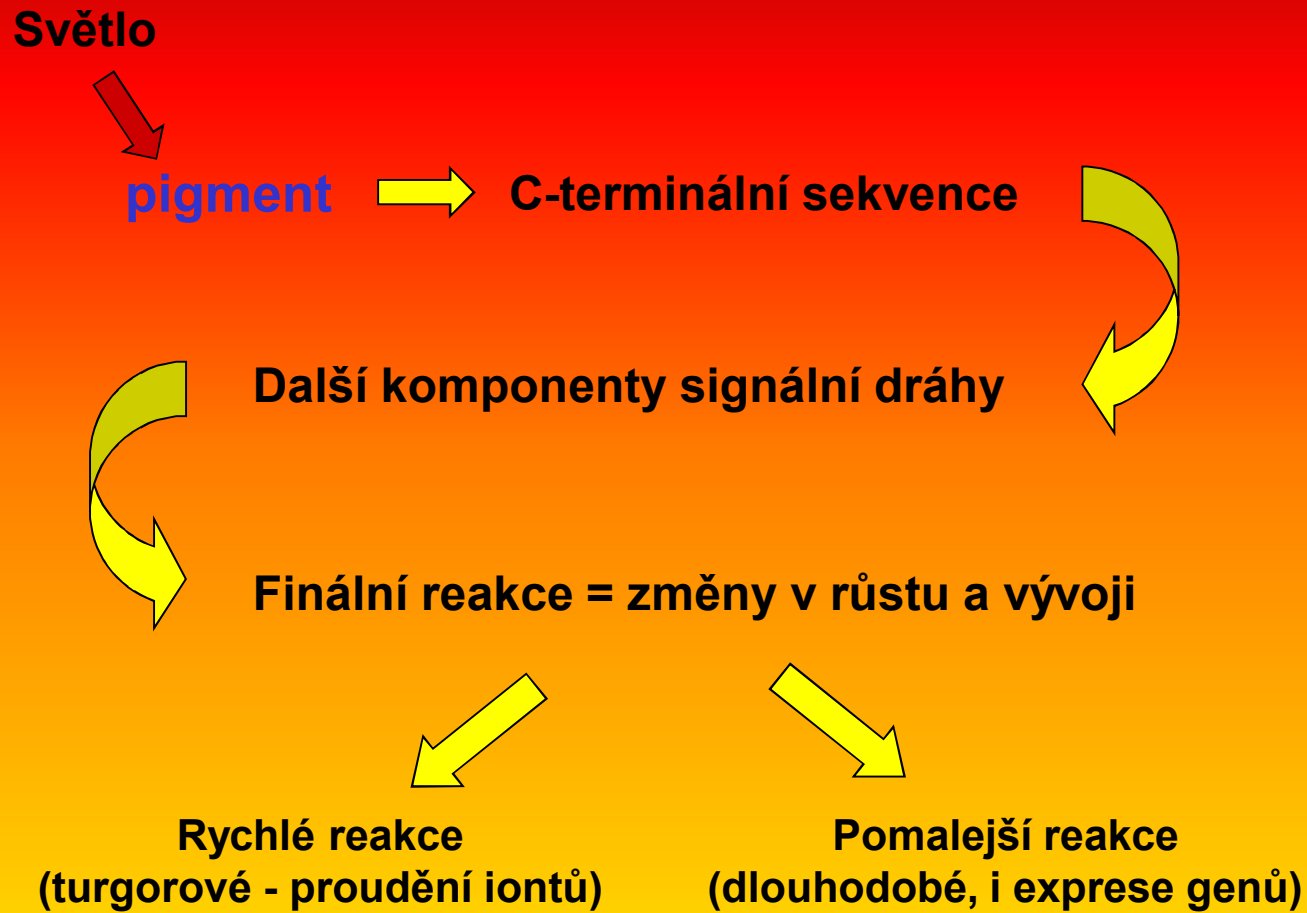 Světlo
pigment
C-terminální sekvence
Další komponenty signální dráhy
Finální reakce = změny v růstu a vývoji
Rychlé reakce
(turgorové - proudění iontů)
Pomalejší reakce
(dlouhodobé, i exprese genů)